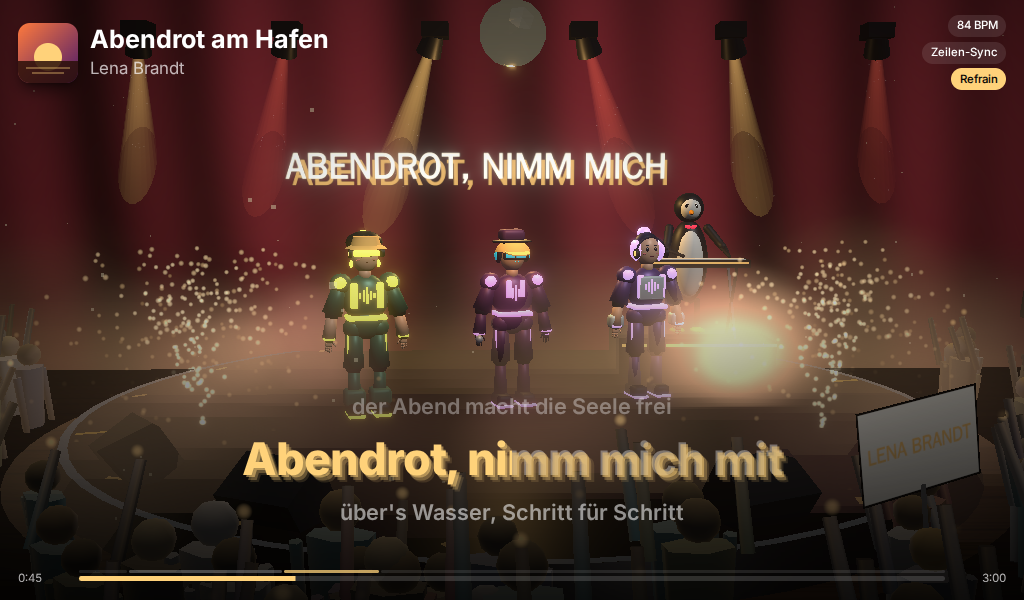 Abendrot am Hafen
Lena Brandt
84 BPM
Zeilen-Sync
Refrain
ABENDROT, NIMM MICH
der Abend macht die Seele frei
Abendrot, nimm mich mit
über's Wasser, Schritt für Schritt
LENA BRANDT
0:45
3:00